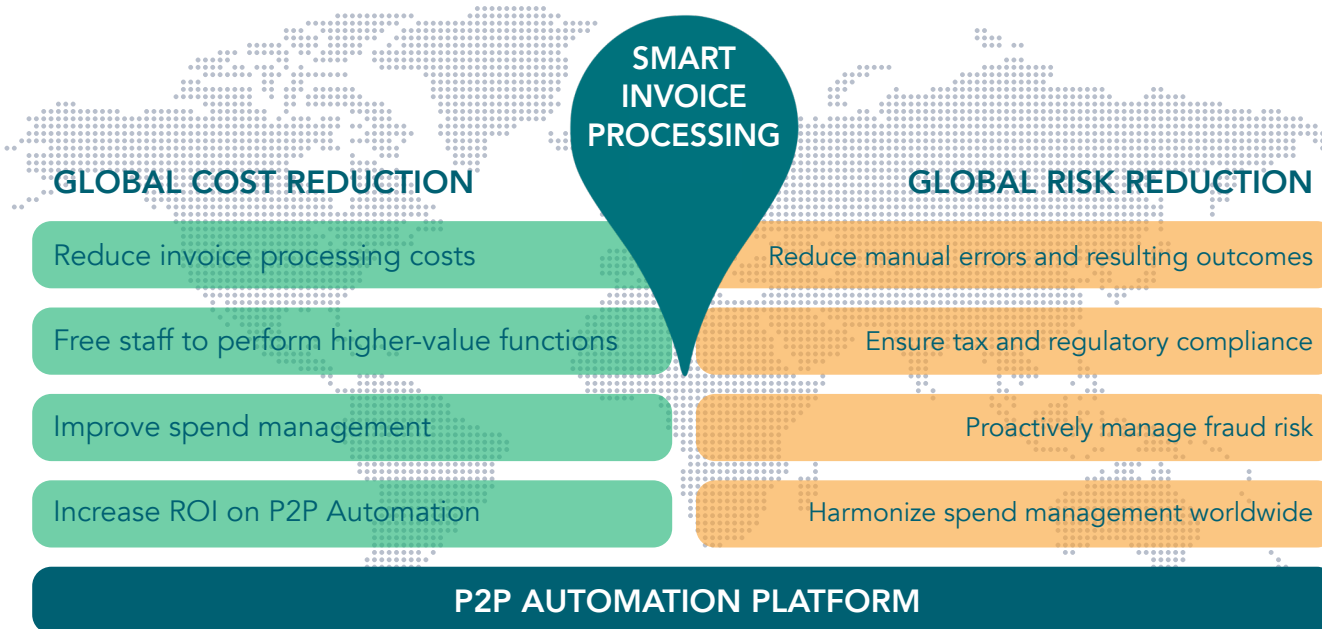 SMART
INVOICE
PROCESSING
GLOBAL COST REDUCTION
Reduce invoice processing costs
Free staff to perform higher-value functions
Improve spend management
Increase ROI on P2P Automation
GLOBAL RISK REDUCTION
Reduce manual errors and resulting outcomes
Ensure tax and regulatory compliance
Proactively manage fraud risk
Harmonize spend management worldwide
P2P AUTOMATION PLATFORM